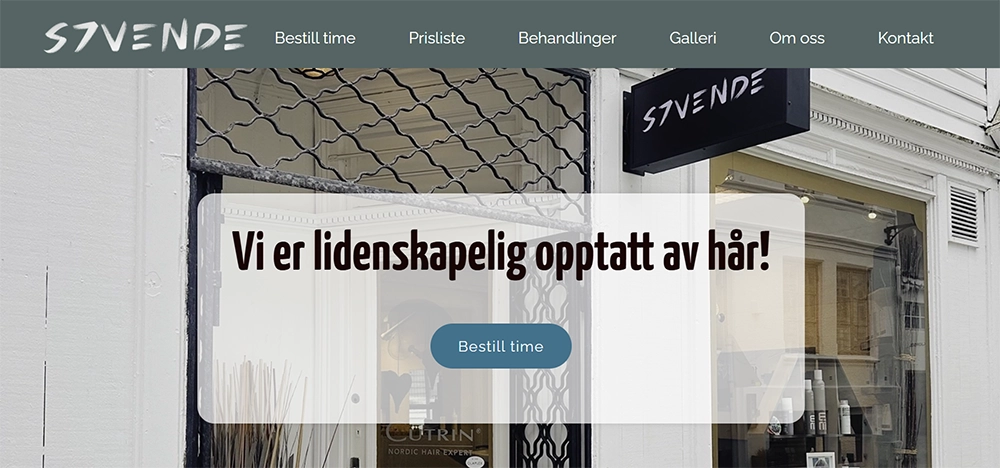 S7VENDE
Bestill time
Prisliste
Behandlinger
Galleri
Om oss
Kontakt
S7VENDE
Vi er lidenskapelig opptatt av hår!
Bestill time
CUTRIN®
NORDIC HAIR EXPERT